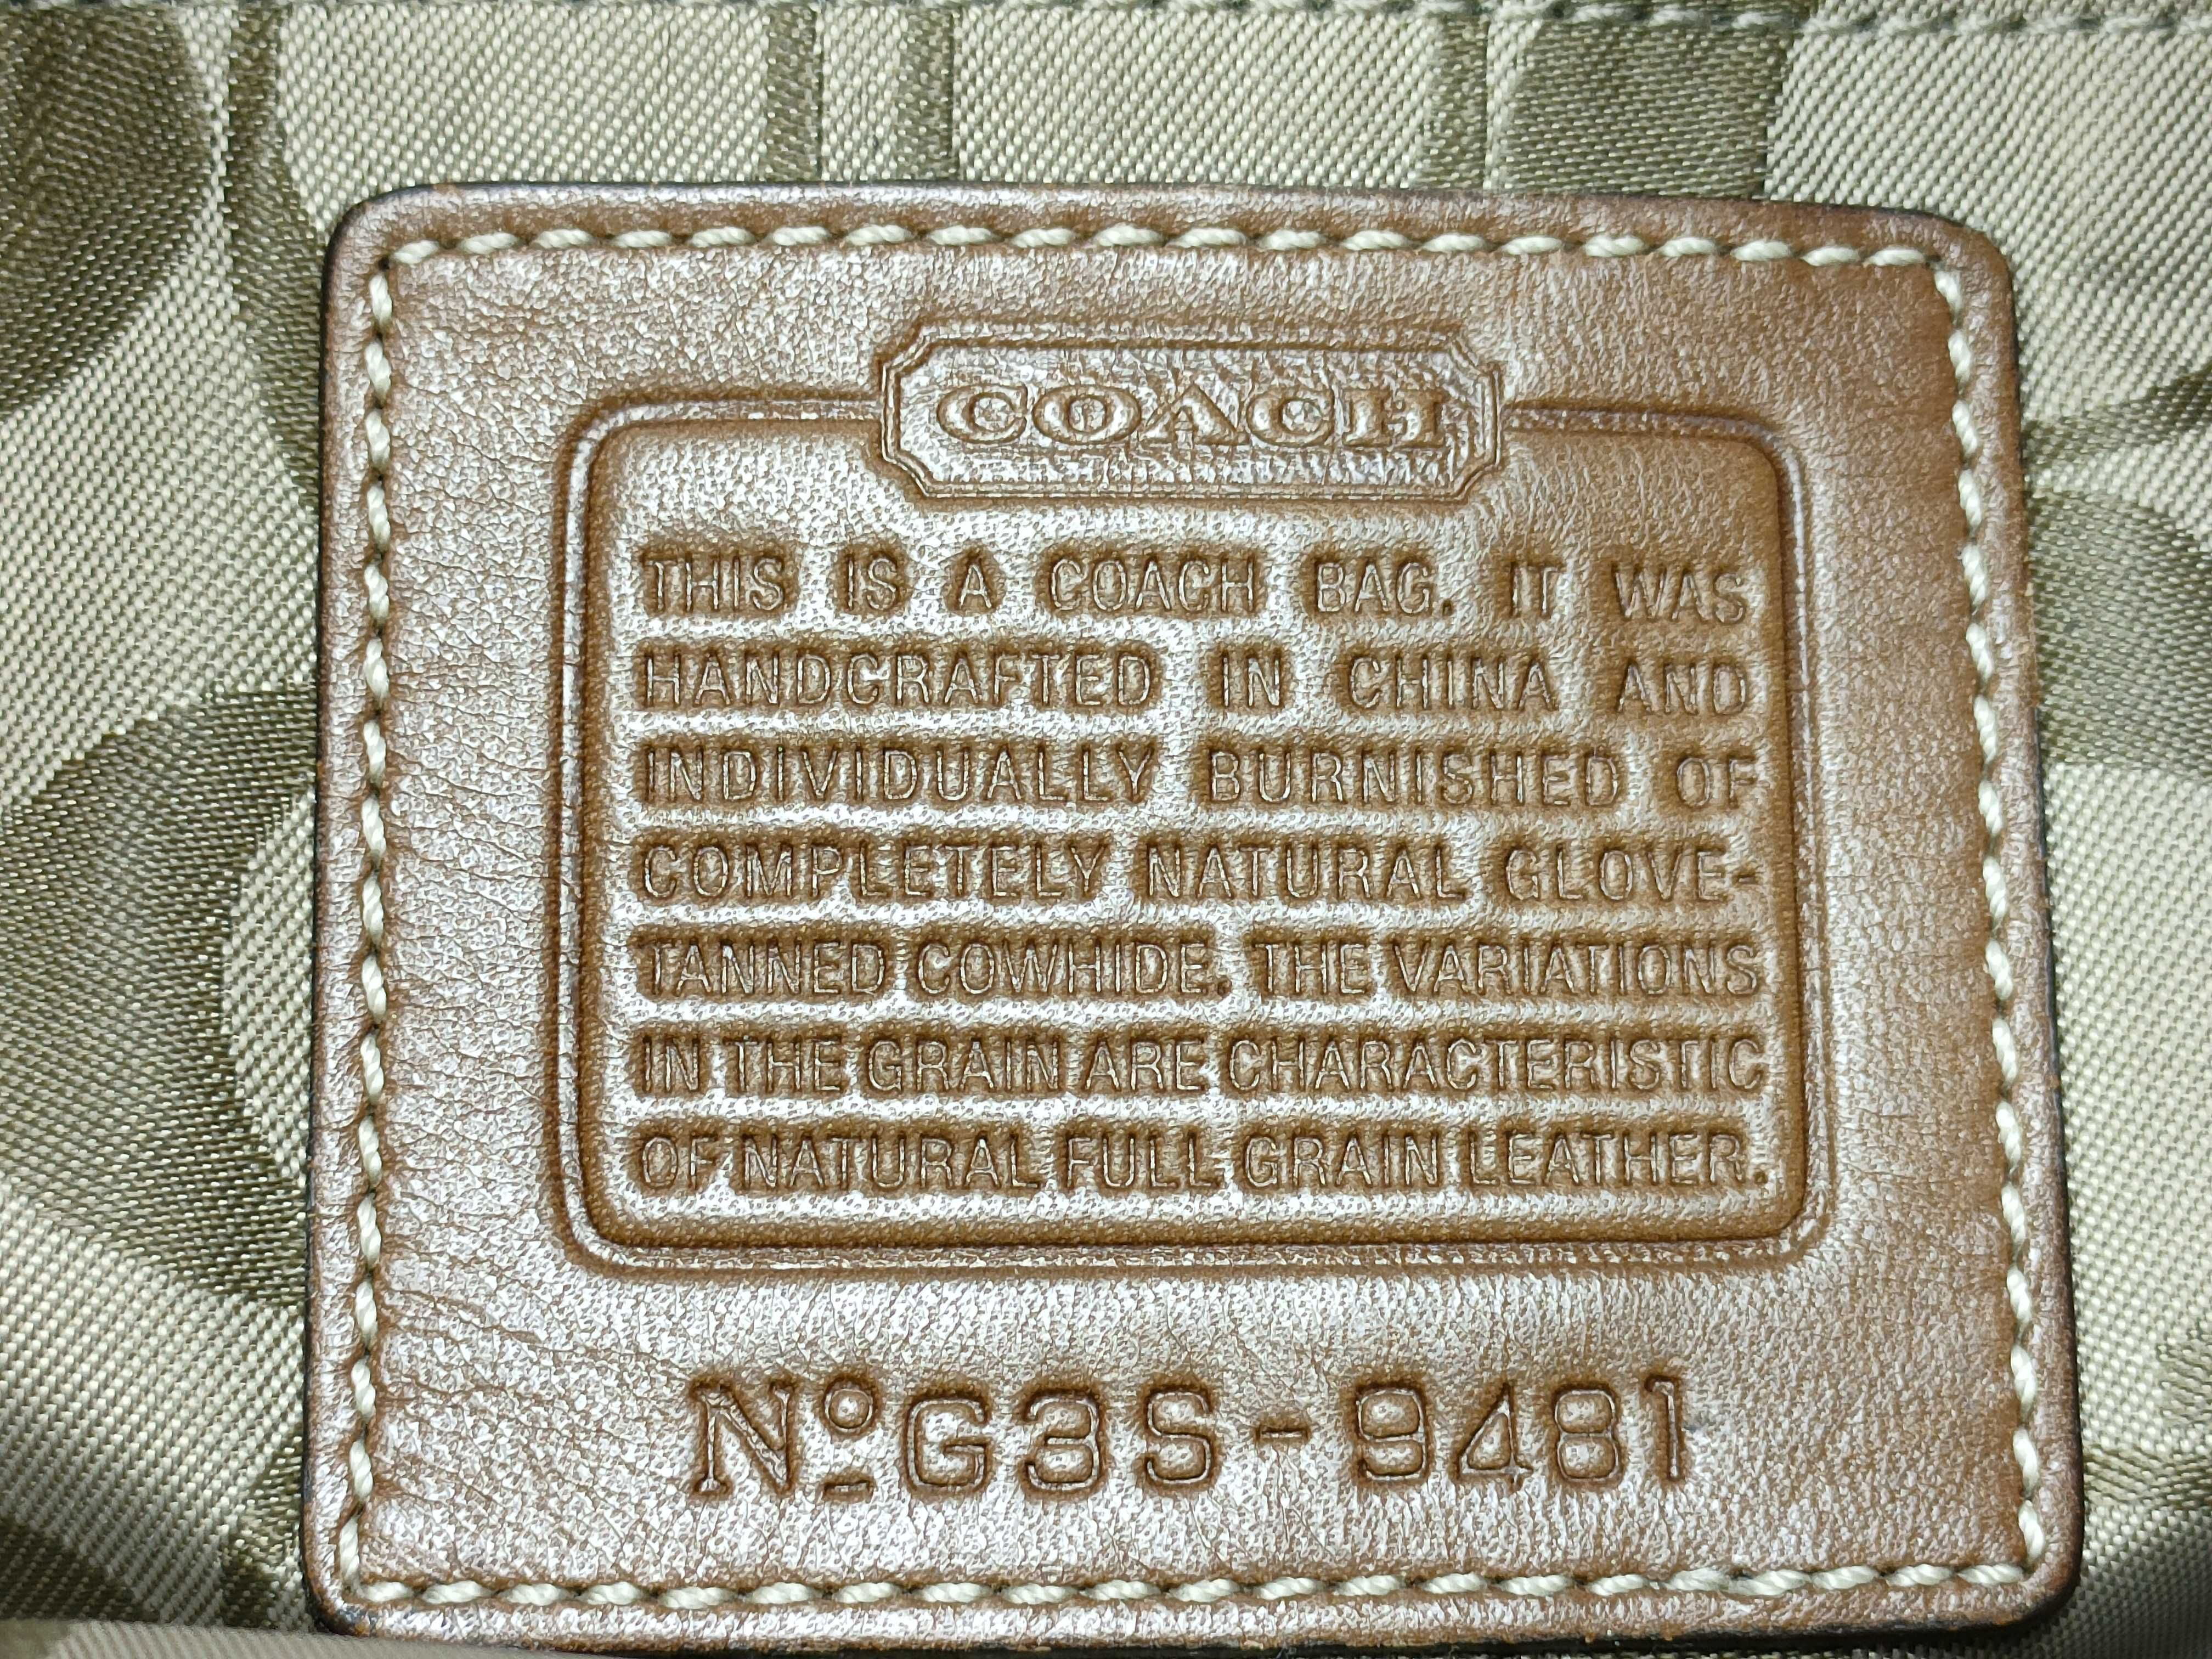 COACH
THIS IS A COACH BAG. IT WAS
HANDCRAFTED IN CHINA AND
INDIVIDUALLY BURNISHED OF
COMPLETELY NATURAL GLOVE-
TANNED COWHIDE. THE VARIATIONS
IN THE GRAIN ARE CHARACTERISTIC
OF NATURAL FULL GRAIN LEATHER.
Nº G3S-9481